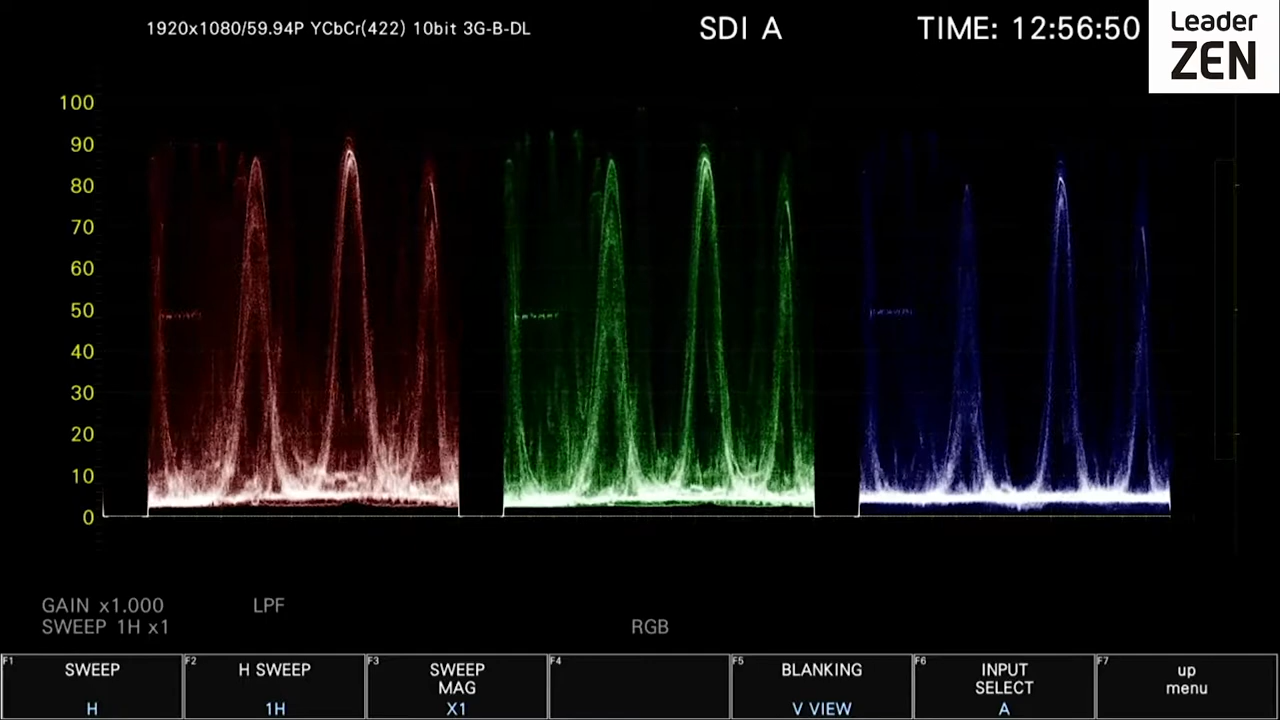 1920x1080/59.94P YCbCr(422) 10bit 3G-B-DL
SDI A
TIME: 12:56:50
Leader
ZEN
100
90
80
70
60
50
40
30
20
10
0
GAIN x1.000
LPF
SWEEP 1H x1
RGB
F1 SWEEP
H
F2 H SWEEP
1H
F3 SWEEP
MAG
X1
F4
F5 BLANKING
V VIEW
F6 INPUT
SELECT
A
F7 up
menu